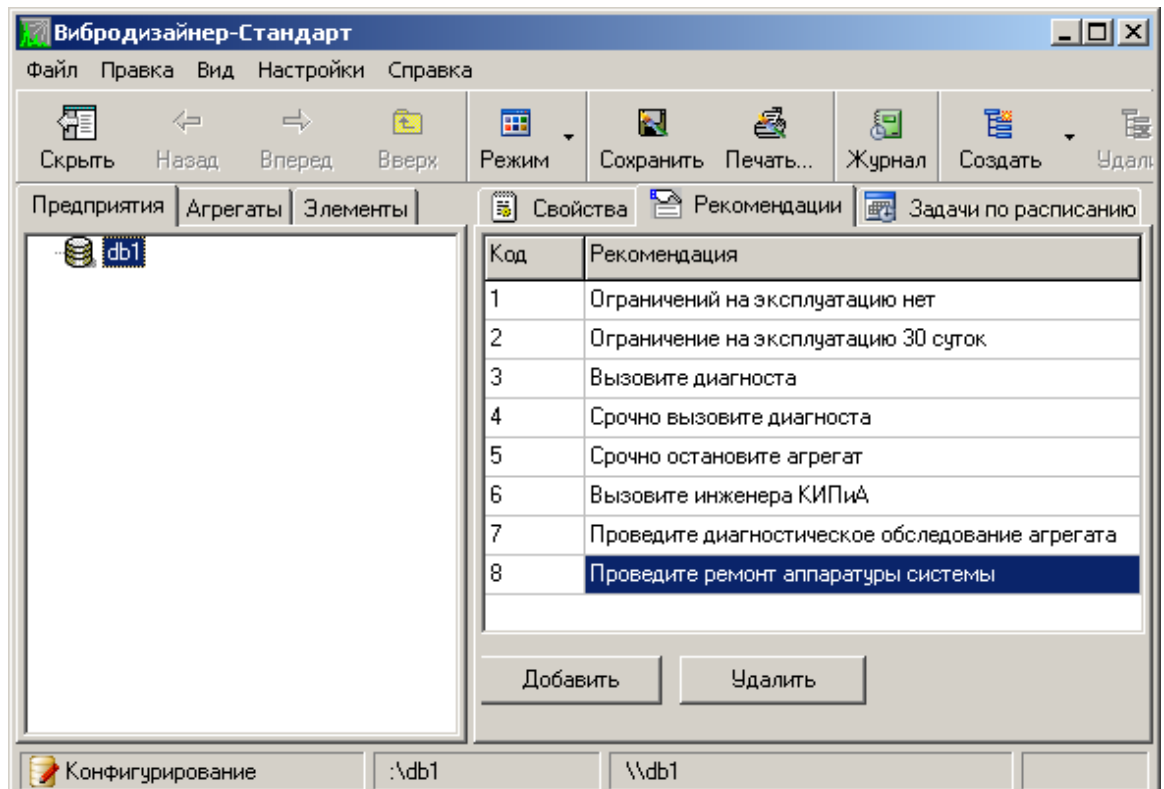 Вибродизайнер-Стандарт
Файл Правка Вид Настройки Справка
Скрыть Назад Вперед Вверх Режим Сохранить Печать... Журнал Создать Удали
Предприятия Агрегаты Элементы
Свойства Рекомендации Задачи по расписанию
db1
Код Рекомендация
1 Ограничений на эксплуатацию нет
2 Ограничение на эксплуатацию 30 суток
3 Вызовите диагноста
4 Срочно вызовите диагноста
5 Срочно остановите агрегат
6 Вызовите инженера КИПиА
7 Проведите диагностическое обследование агрегата
8 Проведите ремонт аппаратуры системы
Добавить Удалить
Конфигурирование :\db1 \\db1